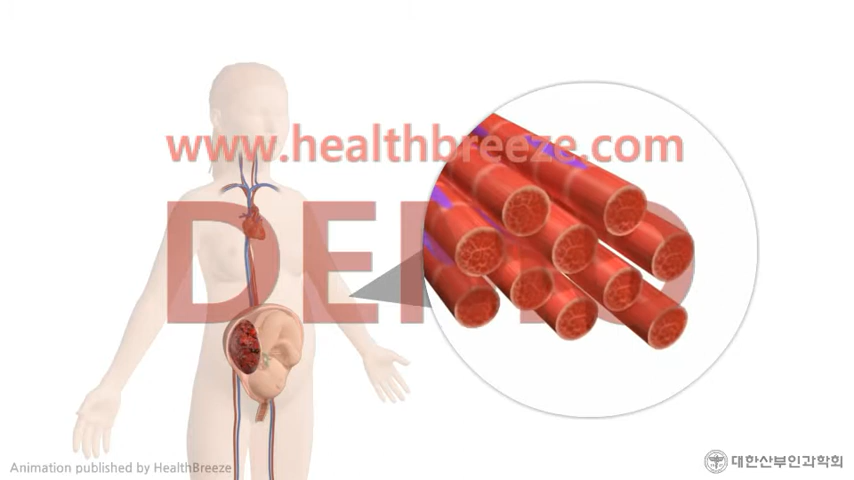 www.healthbreeze.com
DEMO
Animation published by HealthBreeze
대한산부인과학회